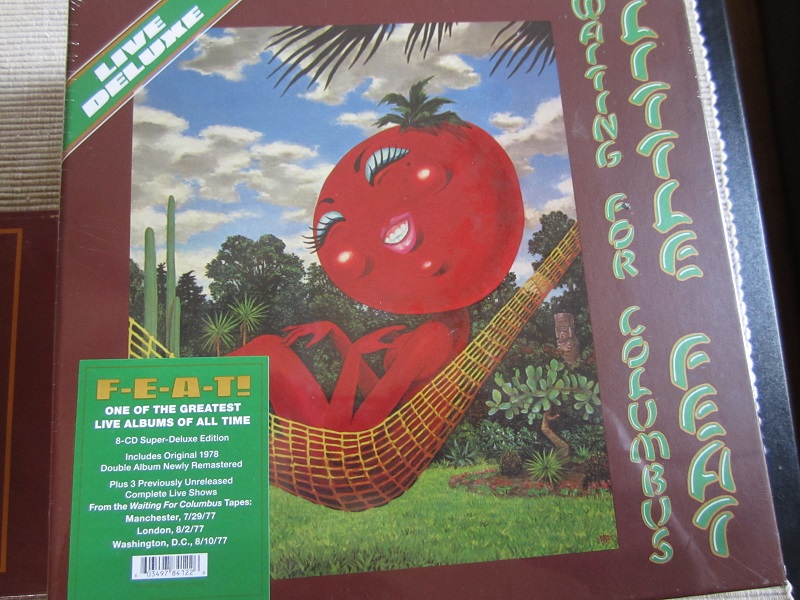 LIVE
DELUXE
WAITING FOR COLUMBUS
LITTLE FEAT
F-E-A-T!
ONE OF THE GREATEST
LIVE ALBUMS OF ALL TIME
8-CD Super-Deluxe Edition
Includes Original 1978
Double Album Newly Remastered
Plus 3 Previously Unreleased
Complete Live Shows
From the Waiting For Columbus Tapes:
Manchester, 7/29/77
London, 8/2/77
Washington, D.C., 8/10/77